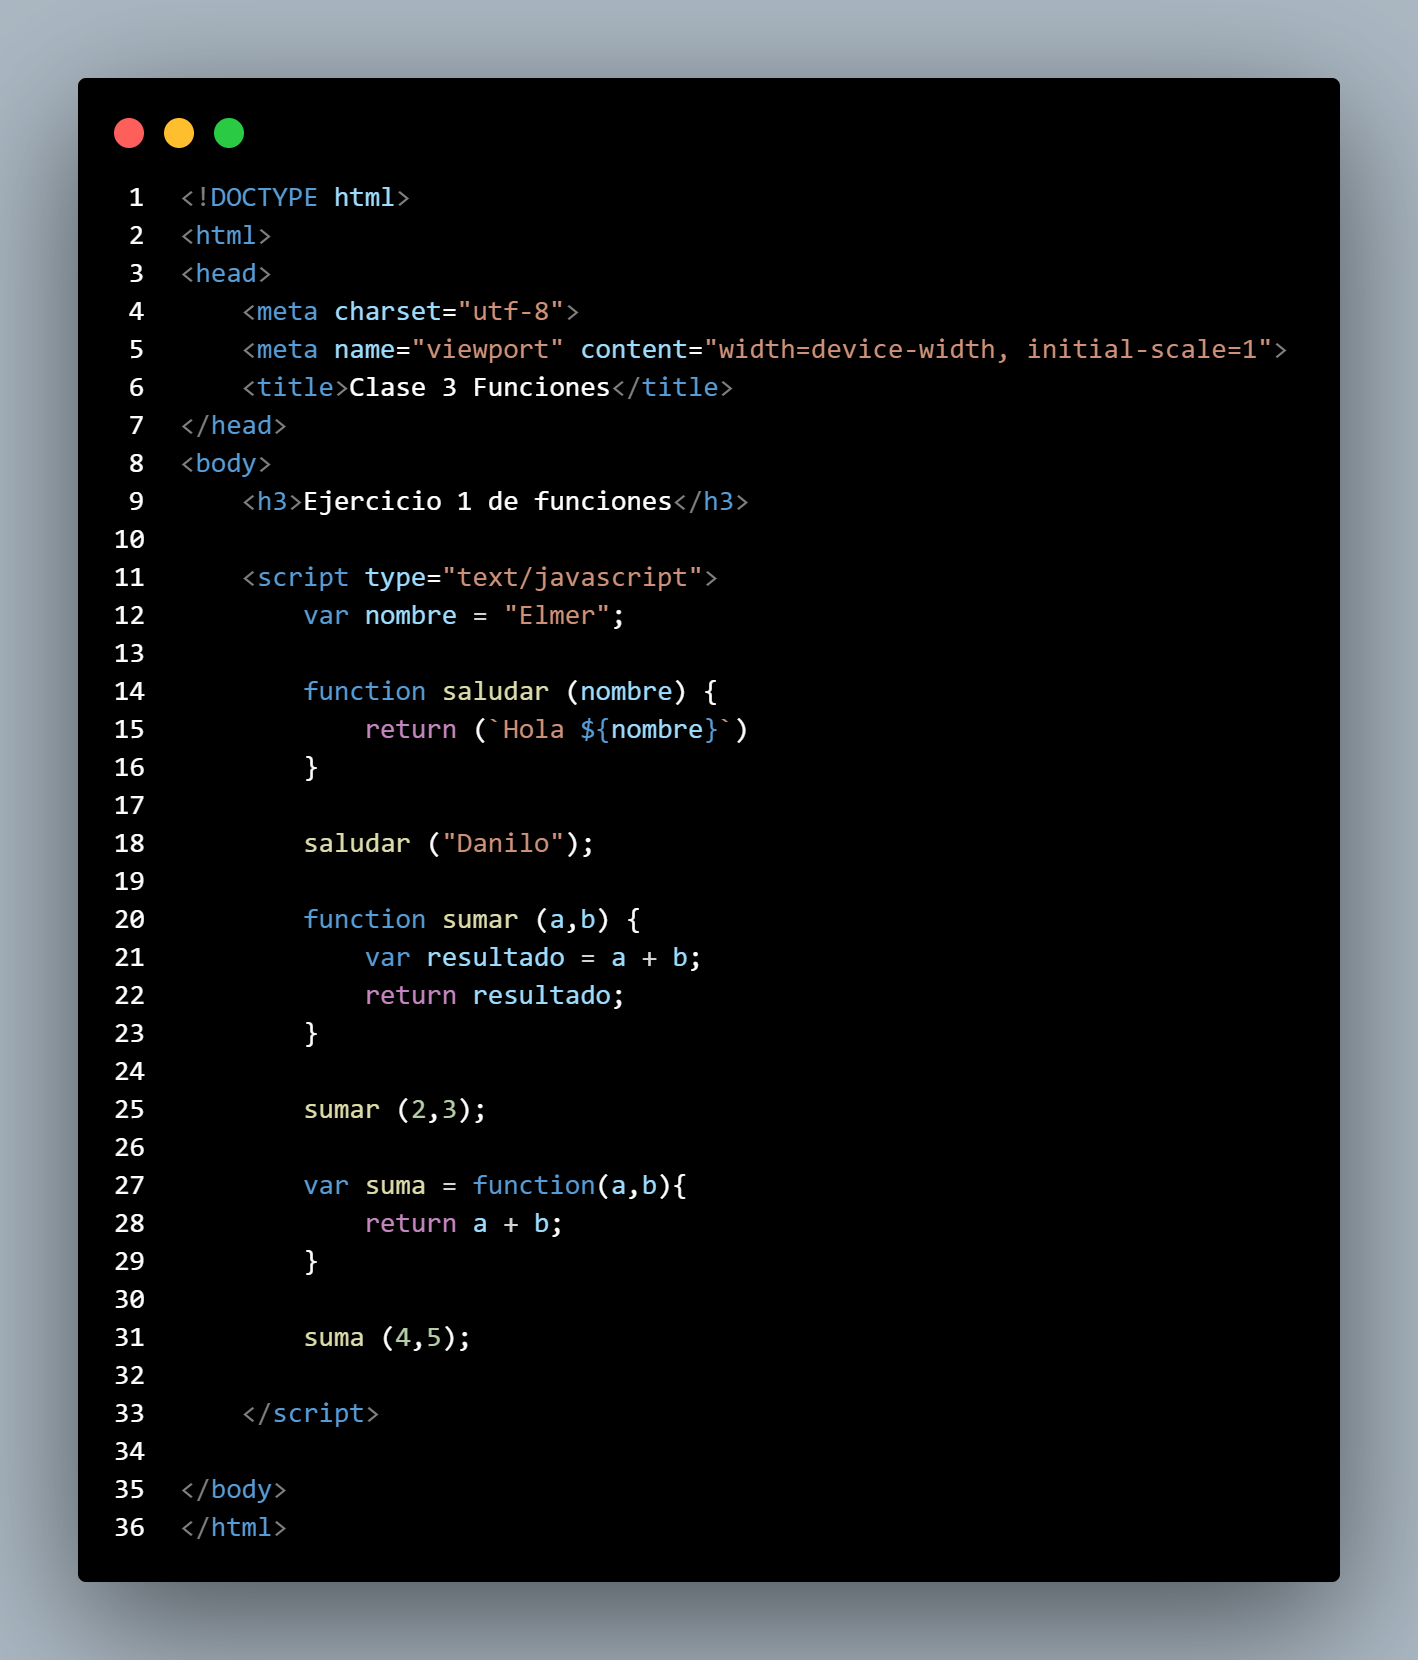 1 <!DOCTYPE html>
2 <html>
3 <head>
4     <meta charset="utf-8">
5     <meta name="viewport" content="width=device-width, initial-scale=1">
6     <title>Clase 3 Funciones</title>
7 </head>
8 <body>
9     <h3>Ejercicio 1 de funciones</h3>
10
11     <script type="text/javascript">
12         var nombre = "Elmer";
13
14         function saludar (nombre) {
15             return (`Hola ${nombre}`)
16         }
17
18         saludar ("Danilo");
19
20         function sumar (a,b) {
21             var resultado = a + b;
22             return resultado;
23         }
24
25         sumar (2,3);
26
27         var suma = function(a,b){
28             return a + b;
29         }
30
31         suma (4,5);
32
33     </script>
34
35 </body>
36 </html>